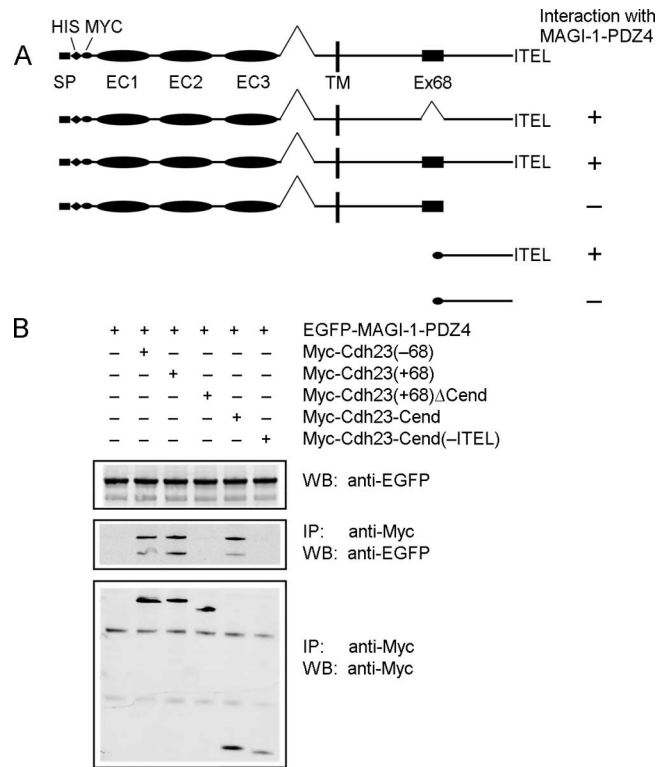 Interaction with
MAGI-1-PDZ4
HIS MYC
A
ITEL
SP EC1 EC2 EC3 TM Ex68
ITEL +
ITEL +
–
ITEL +
–
B
+ + + + + + EGFP-MAGI-1-PDZ4
– + – – – – Myc-Cdh23(–68)
– – + – – – Myc-Cdh23(+68)
– – – + – – Myc-Cdh23(+68)ΔCend
– – – – + – Myc-Cdh23-Cend
– – – – – + Myc-Cdh23-Cend(–ITEL)
WB: anti-EGFP
IP: anti-Myc
WB: anti-EGFP
IP: anti-Myc
WB: anti-Myc